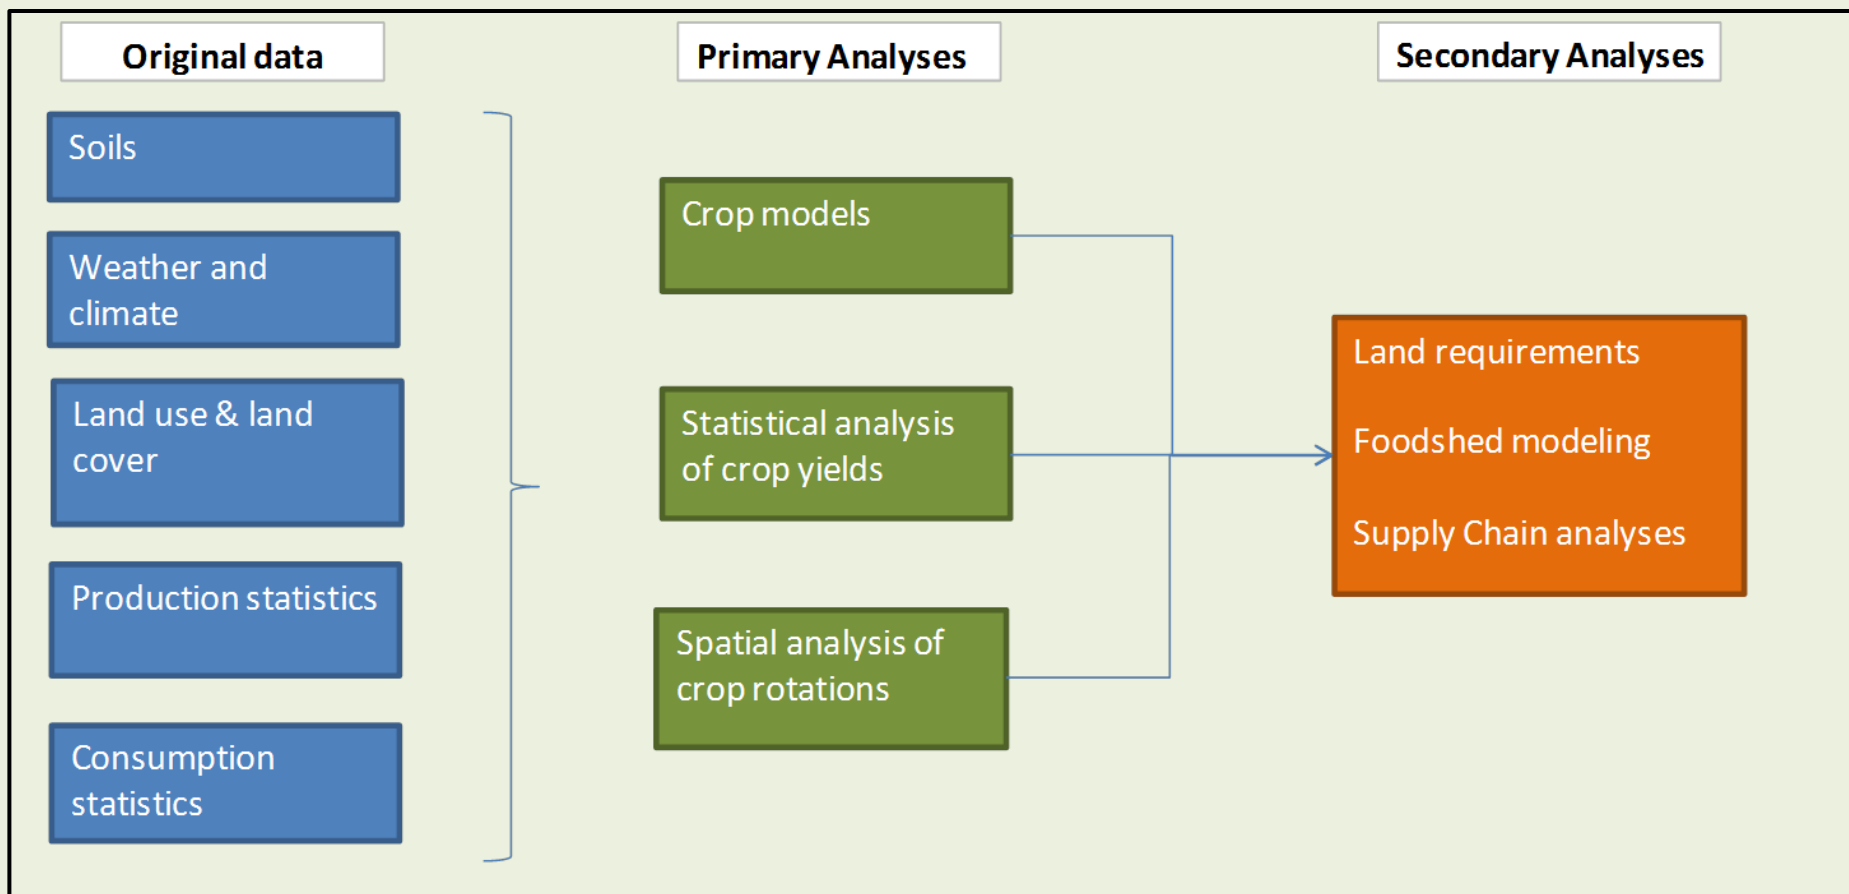 Original data
Soils
Weather and
climate
Land use & land
cover
Production statistics
Consumption
statistics
Primary Analyses
Crop models
Statistical analysis
of crop yields
Spatial analysis of
crop rotations
Secondary Analyses
Land requirements
Foodshed modeling
Supply Chain analyses